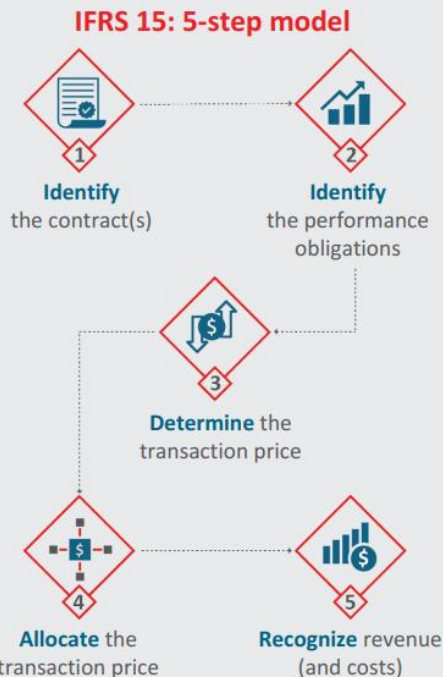 IFRS 15: 5-step model
1
Identify
the contract(s)
2
Identify
the performance
obligations
$
3
Determine the
transaction price
$
4
Allocate the
transaction price
$
5
Recognize revenue
(and costs)